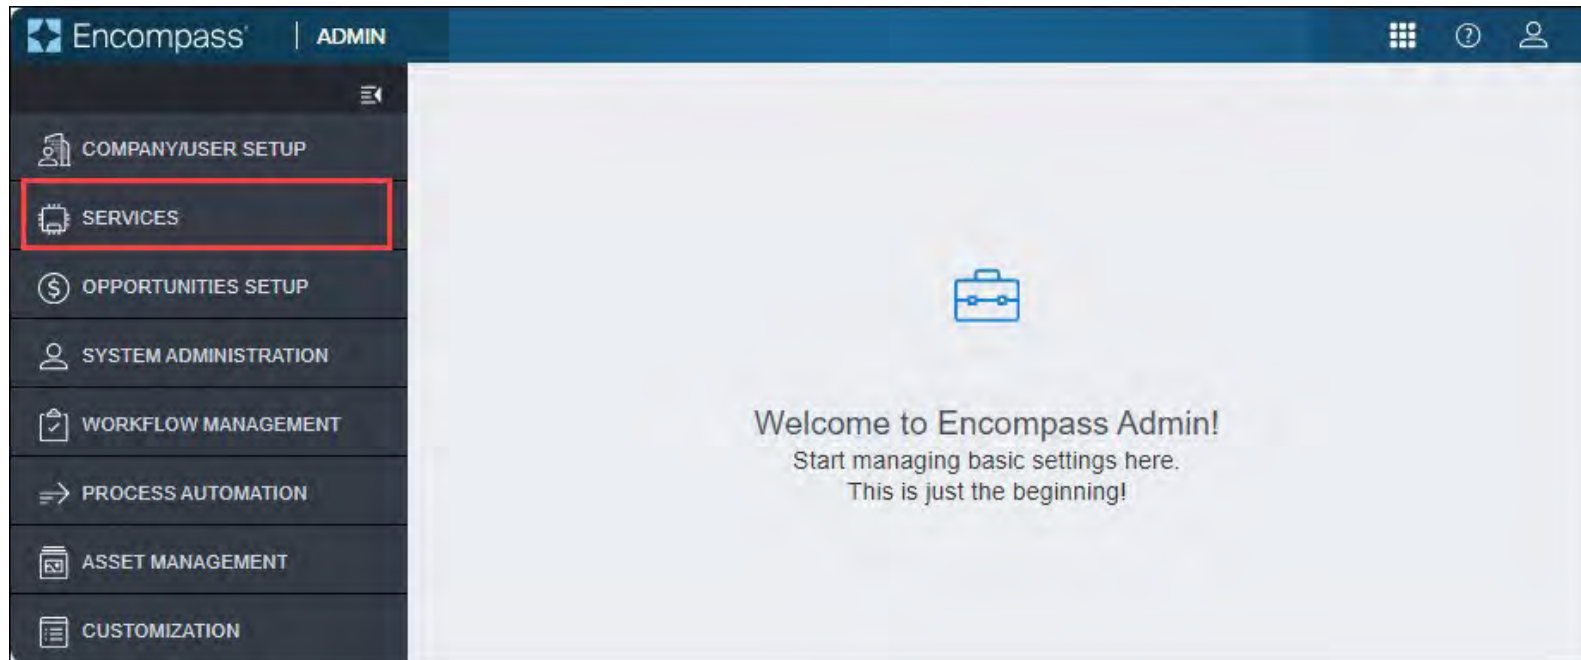 Encompass | ADMIN
COMPANY/USER SETUP
SERVICES
OPPORTUNITIES SETUP
SYSTEM ADMINISTRATION
WORKFLOW MANAGEMENT
PROCESS AUTOMATION
ASSET MANAGEMENT
CUSTOMIZATION
Welcome to Encompass Admin!
Start managing basic settings here.
This is just the beginning!